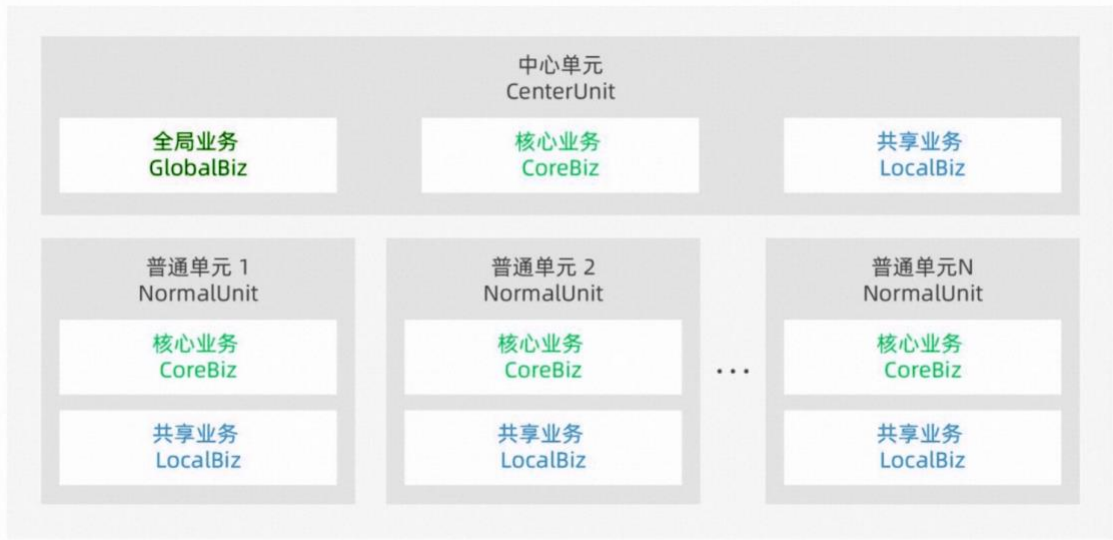 中心单元
CenterUnit
全局业务
GlobalBiz
核心业务
CoreBiz
共享业务
LocalBiz
普通单元 1
NormalUnit
核心业务
CoreBiz
共享业务
LocalBiz
普通单元 2
NormalUnit
核心业务
CoreBiz
共享业务
LocalBiz
...
普通单元N
NormalUnit
核心业务
CoreBiz
共享业务
LocalBiz